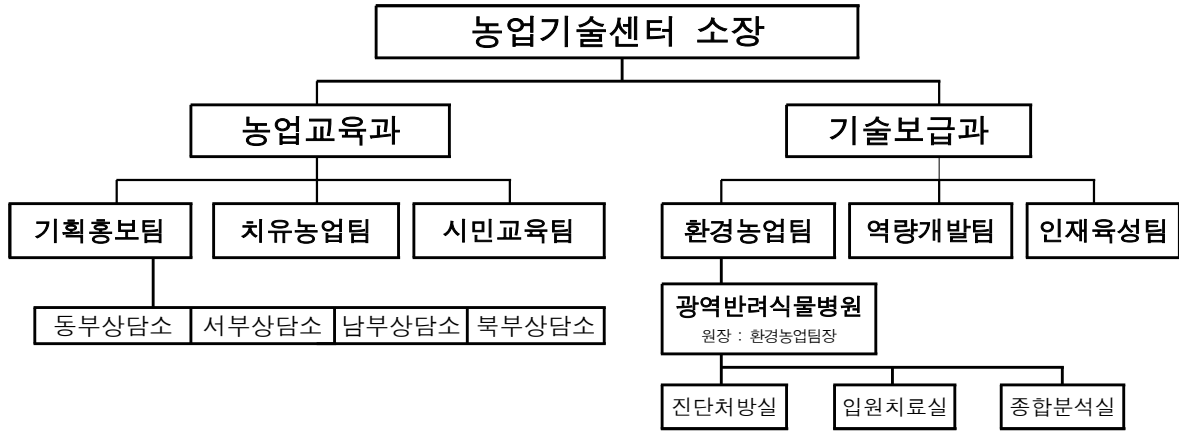 농업기술센터 소장
농업교육과 기술보급과
기획홍보팀 치유농업팀 시민교육팀 환경농업팀 역량개발팀 인재육성팀
광역반려식물병원
원장 : 환경농업팀장
동부상담소 서부상담소 남부상담소 북부상담소
진단처방실 입원치료실 종합분석실